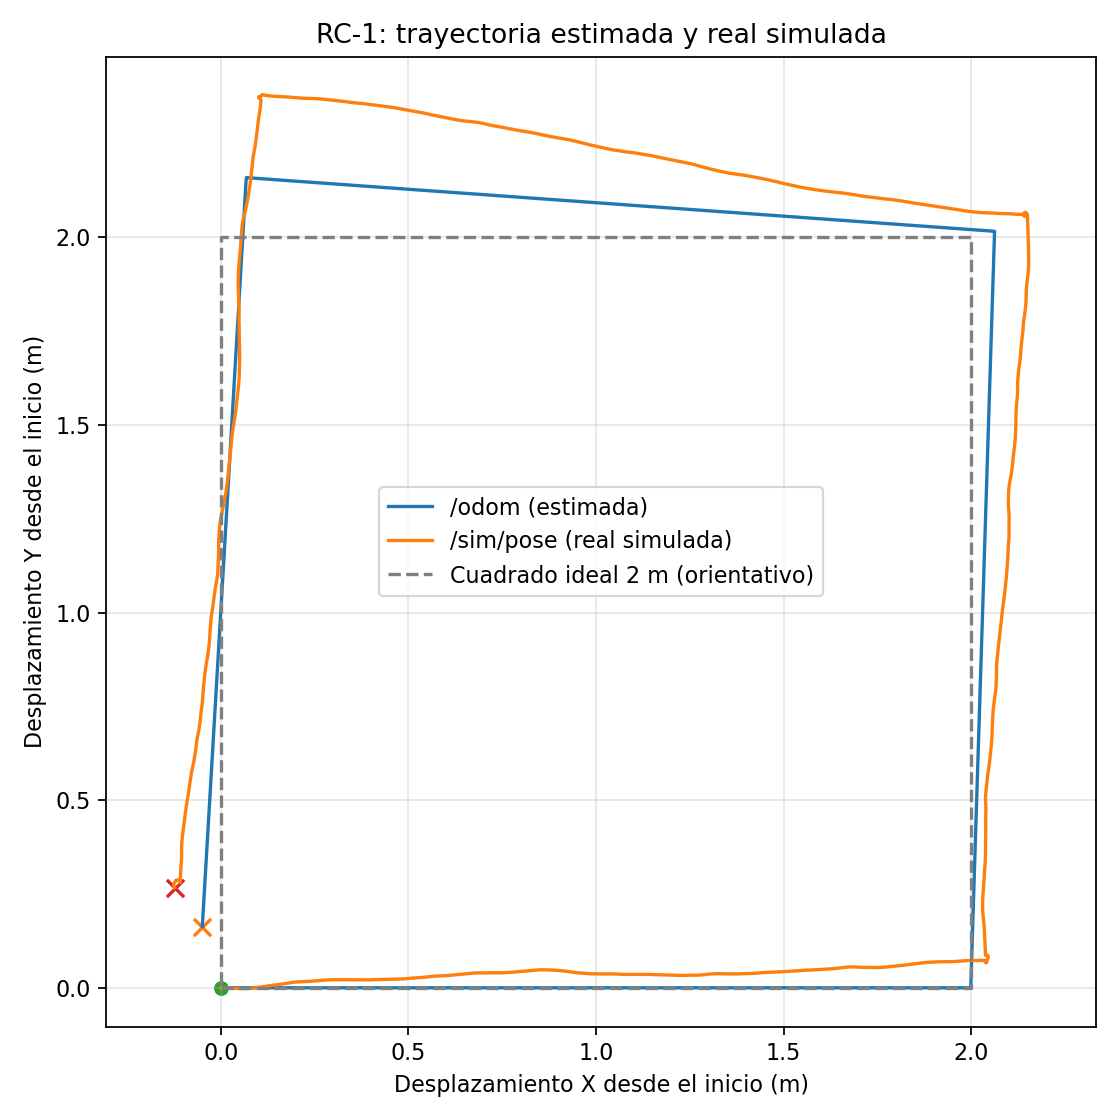 RC-1: trayectoria estimada y real simulada
Desplazamiento Y desde el inicio (m)
2.0
1.5
1.0
0.5
0.0
/odom (estimada)
/sim/pose (real simulada)
Cuadrado ideal 2 m (orientativo)
0.0 0.5 1.0 1.5 2.0
Desplazamiento X desde el inicio (m)